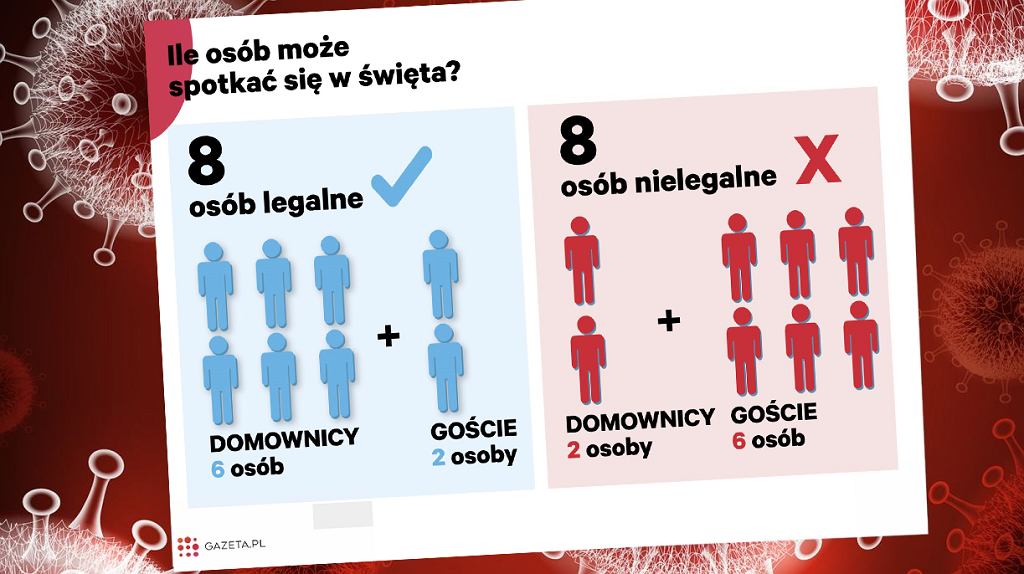 Ile osób może
spotkać się w święta?
8
osób legalne
+
DOMOWNICY
6 osób
GOŚCIE
2 osoby
8
osób nielegalne
X
+
DOMOWNICY
2 osoby
GOŚCIE
6 osób
GAZETA.PL